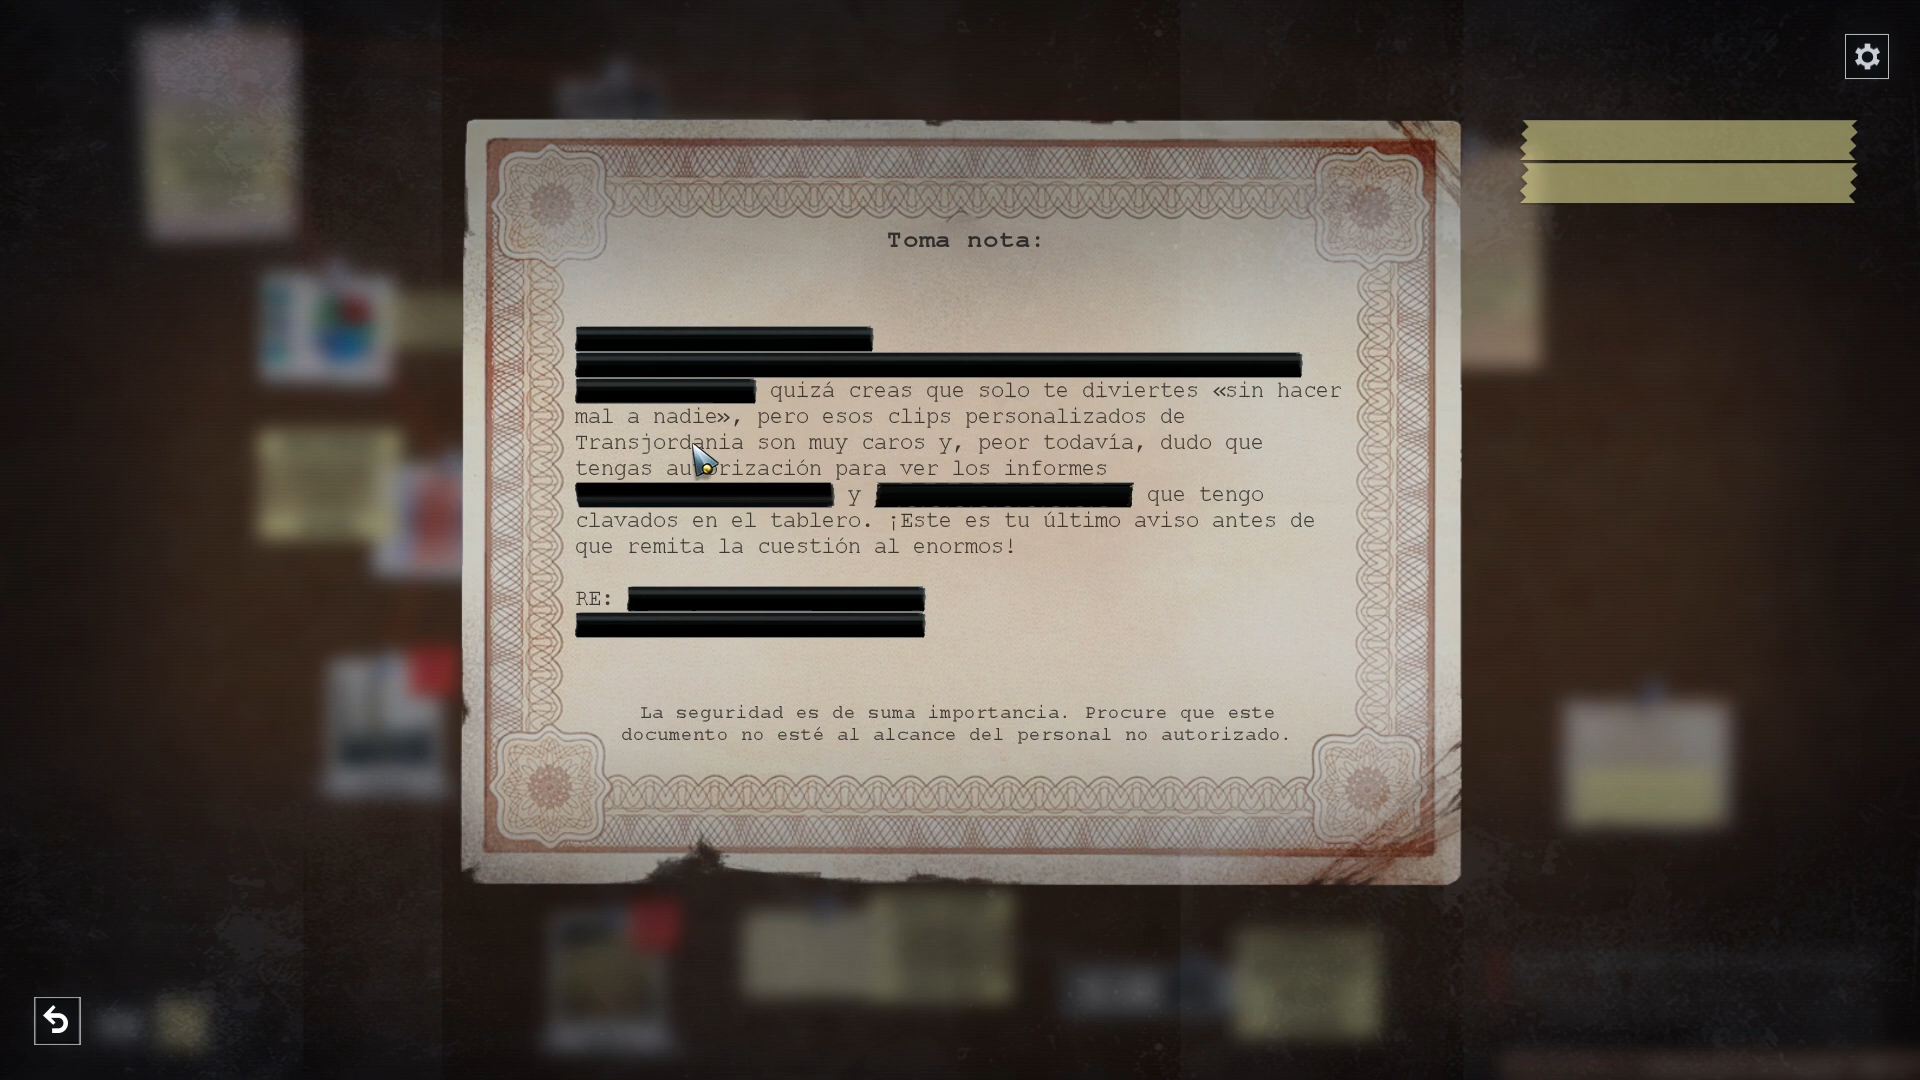 Toma nota:
quizá creas que solo te diviertes «sin hacer
mal a nadie», pero esos clips personalizados de
Transjordania son muy caros y, peor todavía, dudo que
tengas autorización para ver los informes
y que tengo
clavados en el tablero. ¡Este es tu último aviso antes de
que remita la cuestión al enormos!
RE:
La seguridad es de suma importancia. Procure que este
documento no esté al alcance del personal no autorizado.